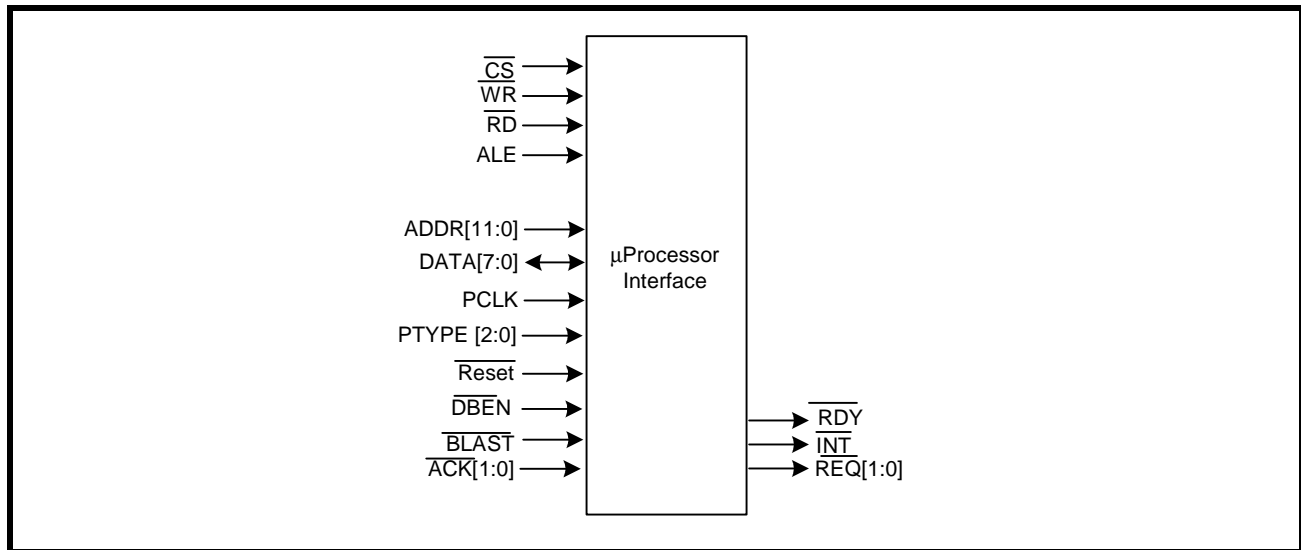 CS
WR
RD
ALE
ADDR[11:0]
DATA[7:0]
PCLK
PTYPE [2:0]
Reset
DBEN
BLAST
ACK[1:0]
μProcessor
Interface
RDY
INT
REQ[1:0]